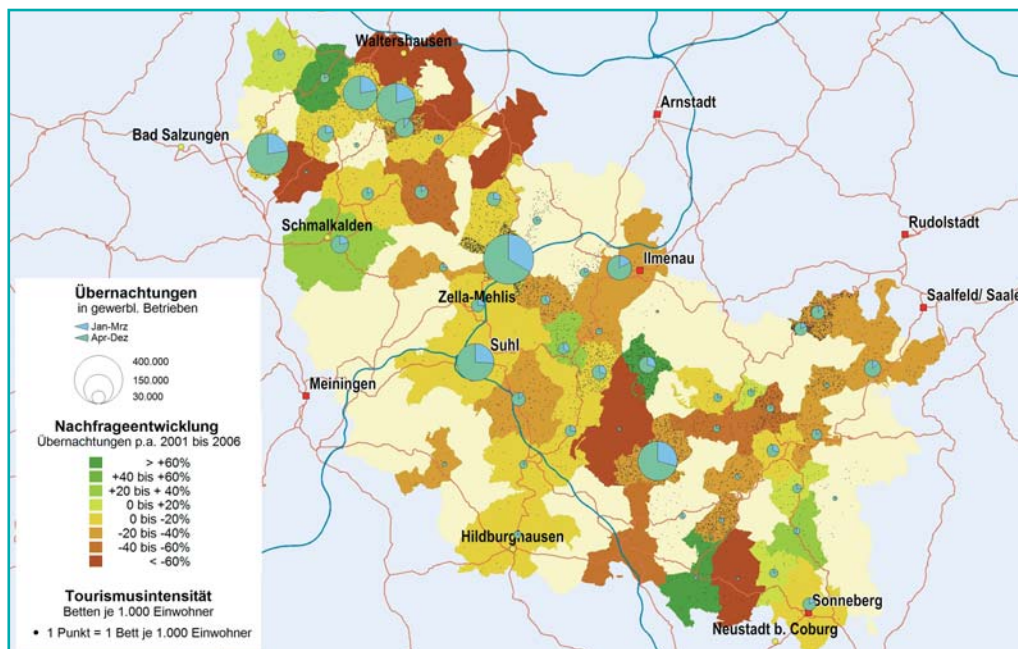 Waltershausen
Arnstadt
Bad Salzungen
Schmalkalden
Rudolstadt
Ilmenau
Saalfeld/ Saale
Zella-Mehlis
Suhl
Meiningen
Hildburghausen
Sonneberg
Neustadt b. Coburg
Übernachtungen
in gewerbl. Betrieben
Jan-Mrz
Apr-Dez
400.000
150.000
30.000
Nachfrageentwicklung
Übernachtungen p.a. 2001 bis 2006
> +60%
+40 bis +60%
+20 bis + 40%
0 bis +20%
0 bis -20%
-20 bis -40%
-40 bis -60%
< -60%
Tourismusintensität
Betten je 1.000 Einwohner
• 1 Punkt = 1 Bett je 1.000 Einwohner